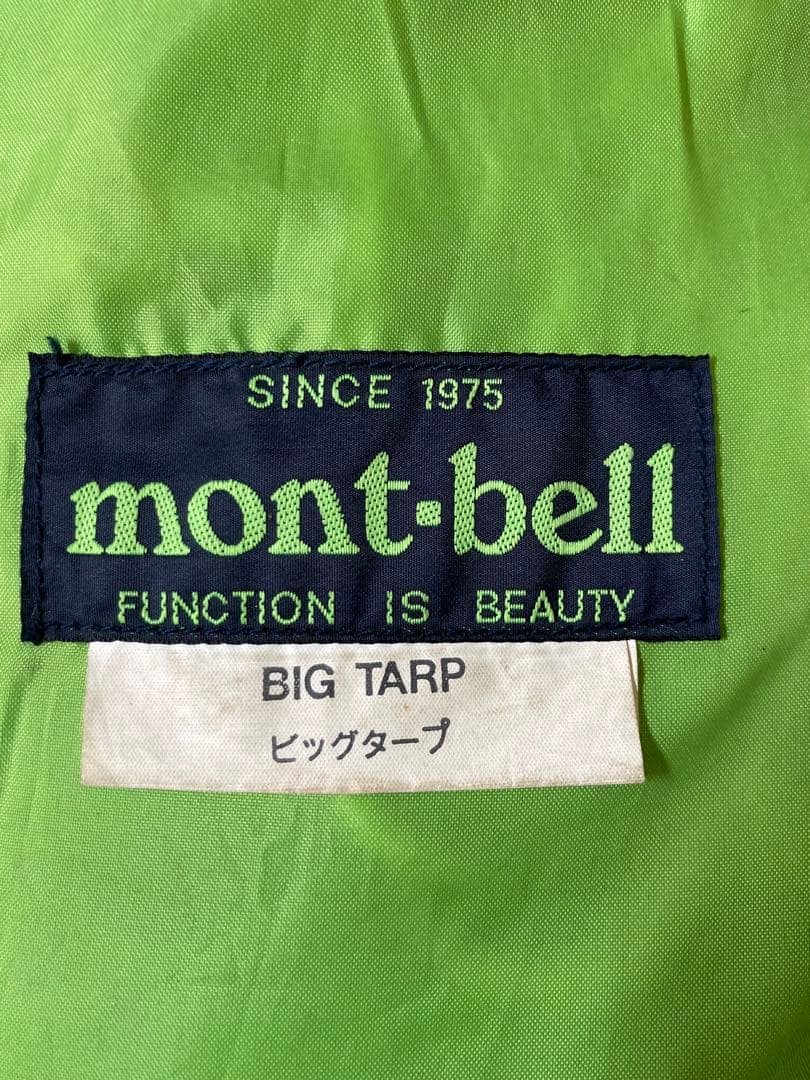 SINCE 1975
mont-bell
FUNCTION IS BEAUTY
BIG TARP
ビッグタープ